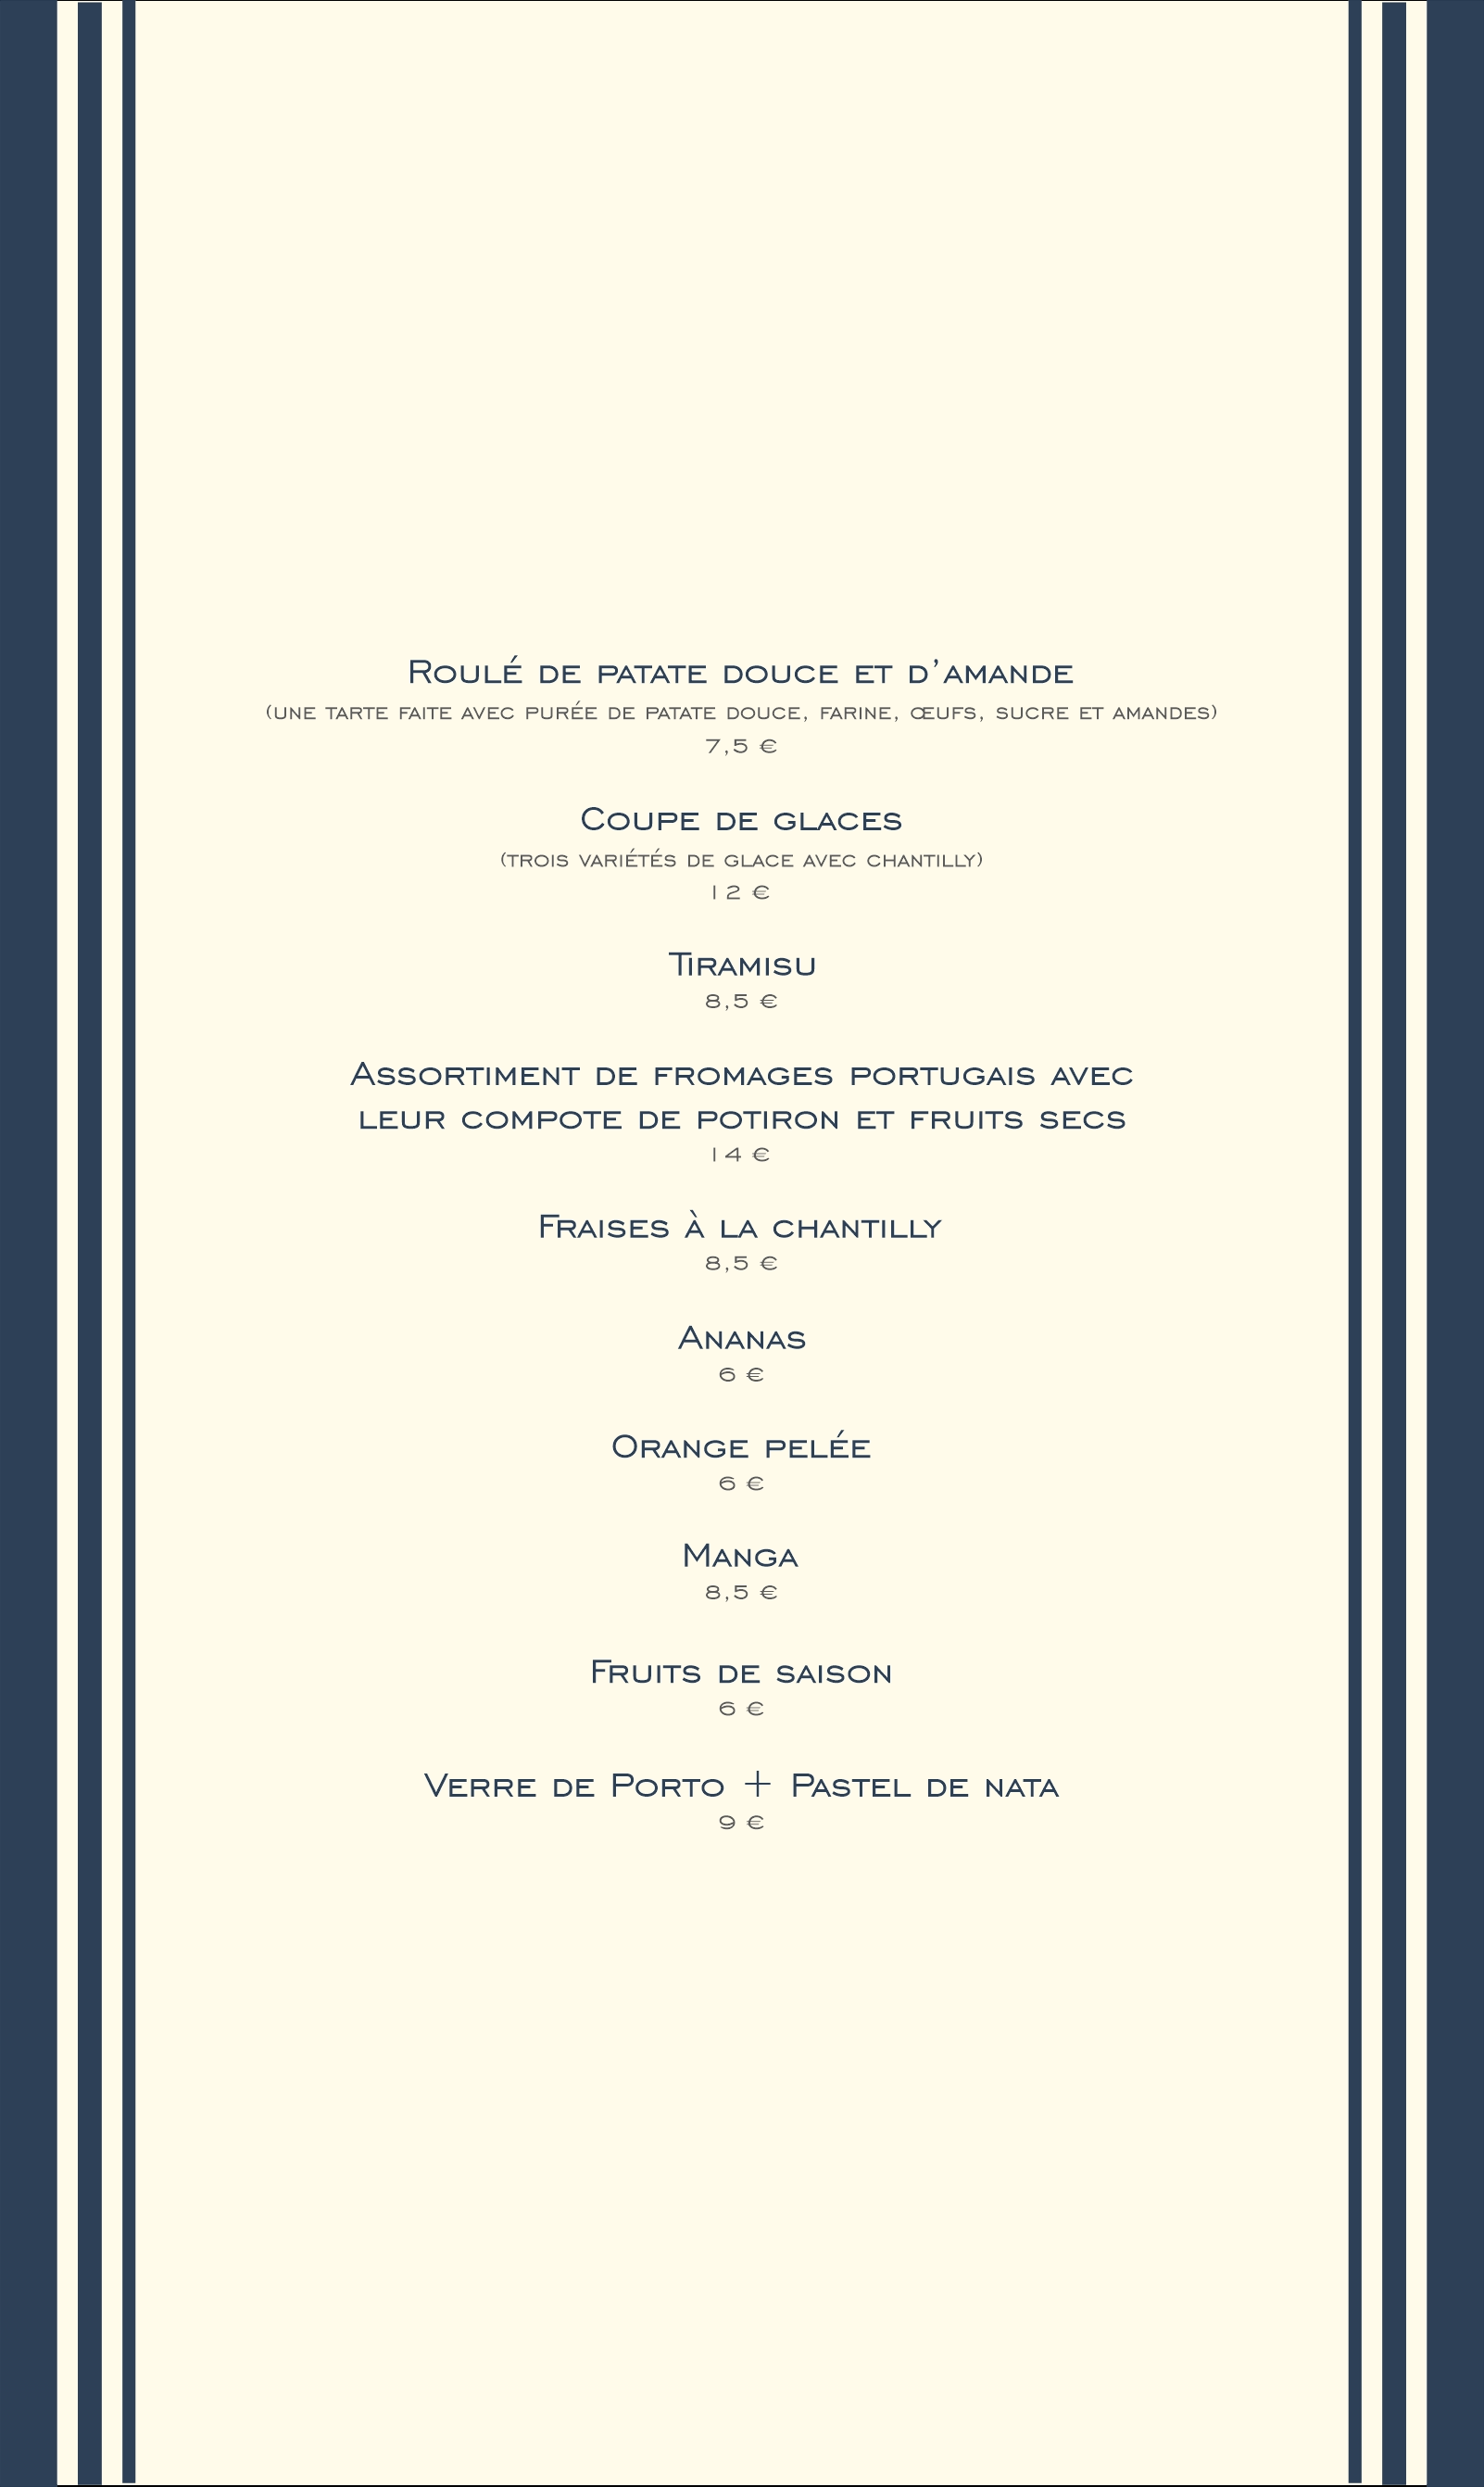 Roulé de patate douce et d’amande
(une tarte faite avec purée de patate douce, farine, œufs, sucre et amandes)
7,5 €
Coupe de glaces
(trois variétés de glace avec chantilly)
12 €
Tiramisu
8,5 €
Assortiment de fromages portugais avec
leur compote de potiron et fruits secs
14 €
Fraises à la chantilly
8,5 €
Ananas
6 €
Orange pelée
6 €
Manga
8,5 €
Fruits de saison
6 €
Verre de Porto + Pastel de nata
9 €